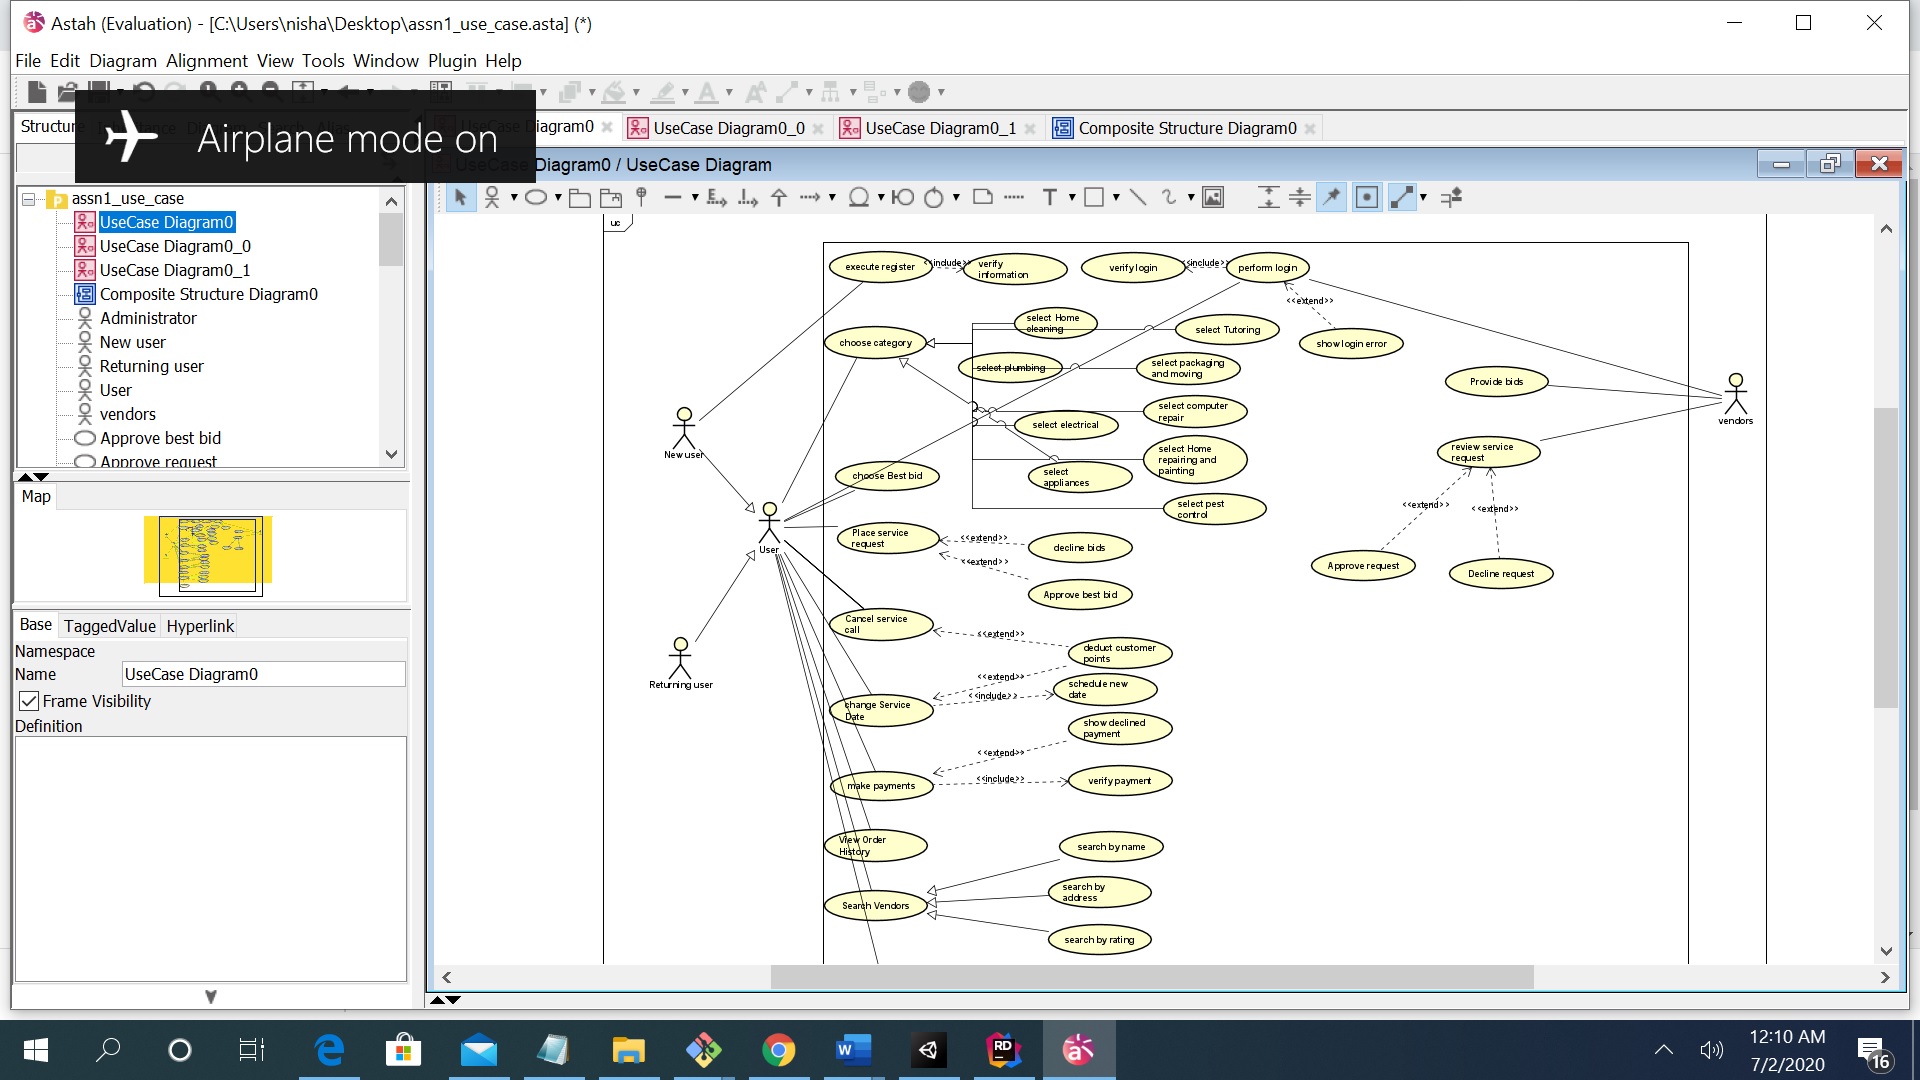 Astah (Evaluation) - [C:\Users\nisha\Desktop\assn1_use_case.asta] (*)
File Edit Diagram Alignment View Tools Window Plugin Help
Airplane mode on
Structure
Diagram0
UseCase Diagram0_0
UseCase Diagram0_1
Composite Structure Diagram0
UseCase Diagram0 / UseCase Diagram
assn1_use_case
UseCase Diagram0
UseCase Diagram0_0
UseCase Diagram0_1
Composite Structure Diagram0
Administrator
New user
Returning user
User
vendors
Approve best bid
Approve request
Map
Base TaggedValue Hyperlink
Namespace
Name UseCase Diagram0
Frame Visibility
Definition
uc
execute register
<<include>>
verify
information
verify login
<<include>>
perform login
<<extend>>
show login error
choose category
select Home
cleaning
select Tutoring
select plumbing
select packaging
and moving
select computer
repair
select electrical
select Home
repairing and
painting
select
appliances
select pest
control
Provide bids
vendors
review service
request
<<extend>>
<<extend>>
Approve request
Decline request
New user
User
Returning user
choose Best bid
Place service
request
<<extend>>
decline bids
<<extend>>
Approve best bid
Cancel service
call
<<extend>>
deduct customer
points
<<extend>>
change Service
Date
<<include>>
schedule new
date
show declined
payment
<<extend>>
make payments
<<include>>
verify payment
View Order
History
search by name
Search Vendors
search by
address
search by rating
12:10 AM
7/2/2020
16